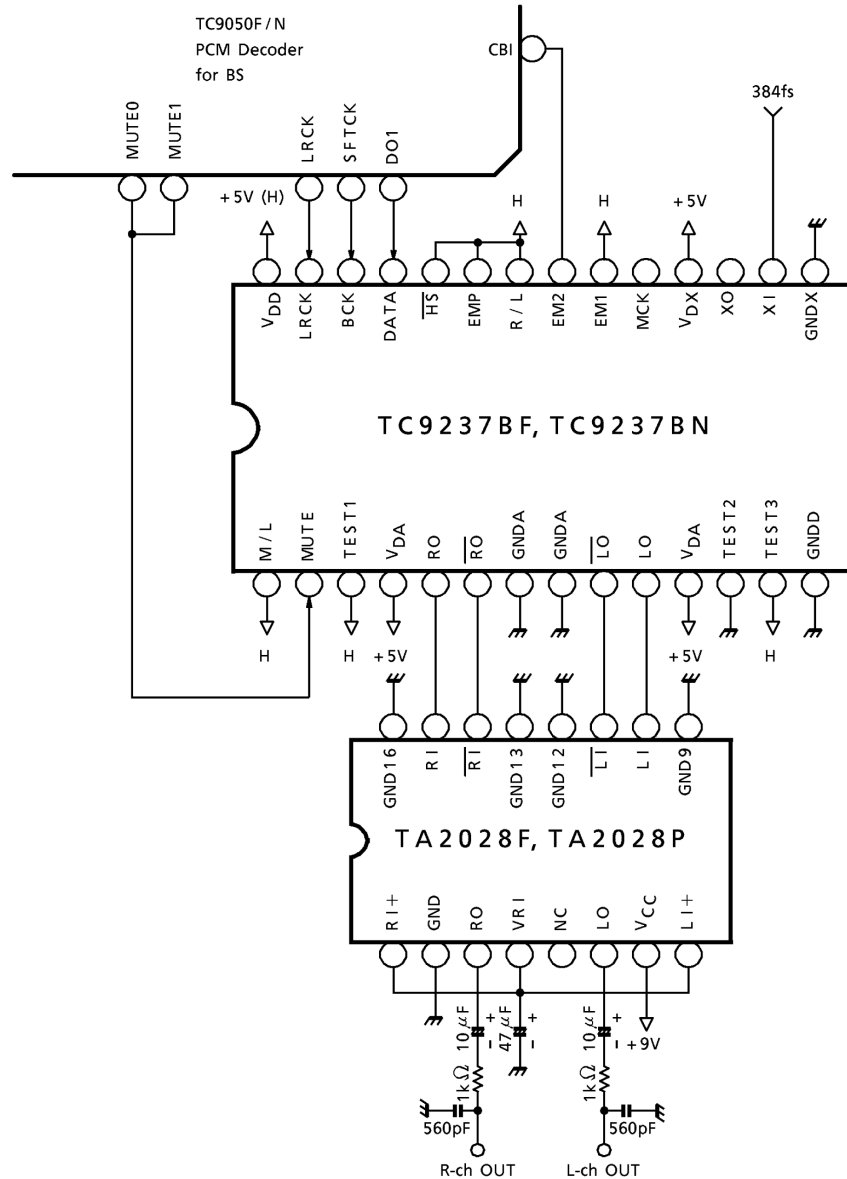 TC9050F/N
PCM Decoder
for BS
CBI
384fs
MUTE0
MUTE1
LRCK
SFTCK
DO1
+5V (H)
H
H
+5V
VDD
LRCK
BCK
DATA
HS
EMP
R/L
EM2
EM1
MCK
VDX
XO
XI
GNDX
TC9237BF, TC9237BN
M/L
MUTE
TEST1
VDA
RO
RO
GNDA
GNDA
LO
LO
VDA
TEST2
TEST3
GNDD
H
H
+5V
+5V
H
GND16
RI
RI
GND13
GND12
LI
LI
GND9
TA2028F, TA2028P
RI+
GND
RO
VRI
NC
LO
VCC
LI+
10μF
+
-
47μF
+
-
10μF
+
-
+9V
1kΩ
1kΩ
560pF
560pF
R-ch OUT
L-ch OUT